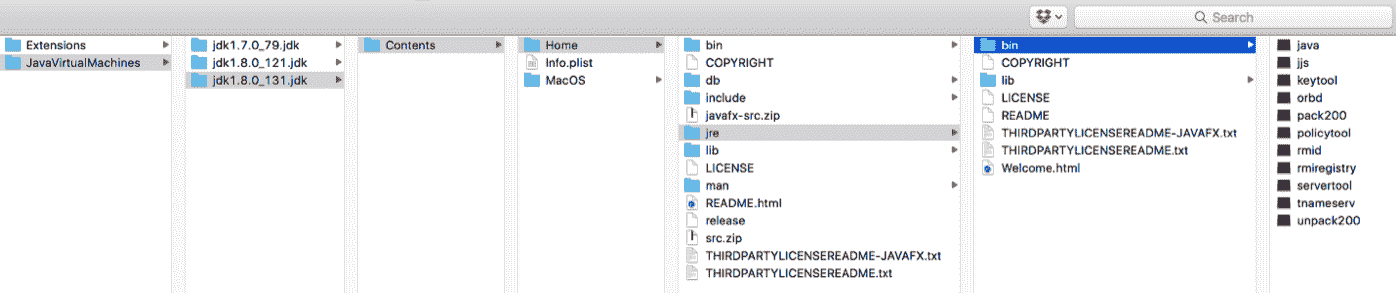 Search
Extensions
JavaVirtualMachines
jdk1.7.0_79.jdk
jdk1.8.0_121.jdk
jdk1.8.0_131.jdk
Contents
Home
Info.plist
MacOS
bin
COPYRIGHT
db
include
javafx-src.zip
jre
lib
LICENSE
man
README.html
release
src.zip
THIRDPARTYLICENSEREADME-JAVAFX.txt
THIRDPARTYLICENSEREADME.txt
bin
COPYRIGHT
lib
LICENSE
README
THIRDPARTYLICENSEREADME-JAVAFX.txt
THIRDPARTYLICENSEREADME.txt
Welcome.html
java
jjs
keytool
orbd
pack200
policytool
rmid
rmiregistry
servertool
tnameserv
unpack200